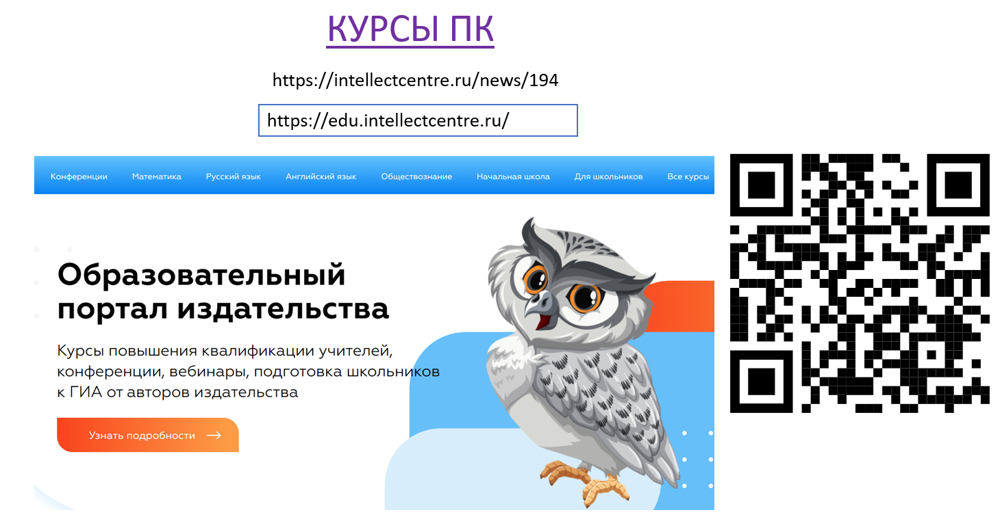 КУРСЫ ПК
https://intellectcentre.ru/news/194
https://edu.intellectcentre.ru/
Конференции Математика Русский язык Английский язык Обществознание Начальная школа Для школьников Все курсы
Образовательный
портал издательства
Курсы повышения квалификации учителей,
конференции, вебинары, подготовка школьников
к ГИА от авторов издательства
Узнать подробности →